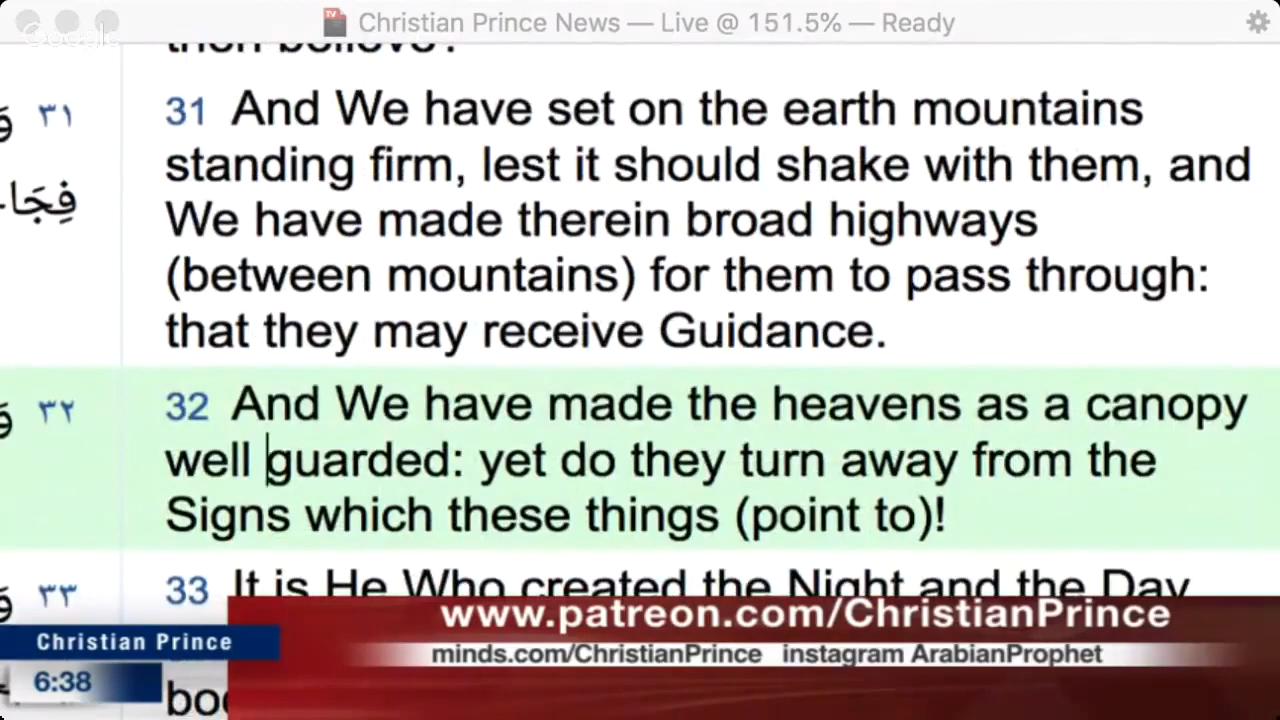 Christian Prince News — Live @ 151.5% — Ready
Google
then believe?
٣١
31 And We have set on the earth mountains
standing firm, lest it should shake with them, and
We have made therein broad highways
(between mountains) for them to pass through:
that they may receive Guidance.
٣٢
32 And We have made the heavens as a canopy
well guarded: yet do they turn away from the
Signs which these things (point to)!
٣٣
33 It is He Who created the Night and the Day
www.patreon.com/ChristianPrince
Christian Prince
minds.com/ChristianPrince instagram ArabianProphet
6:38